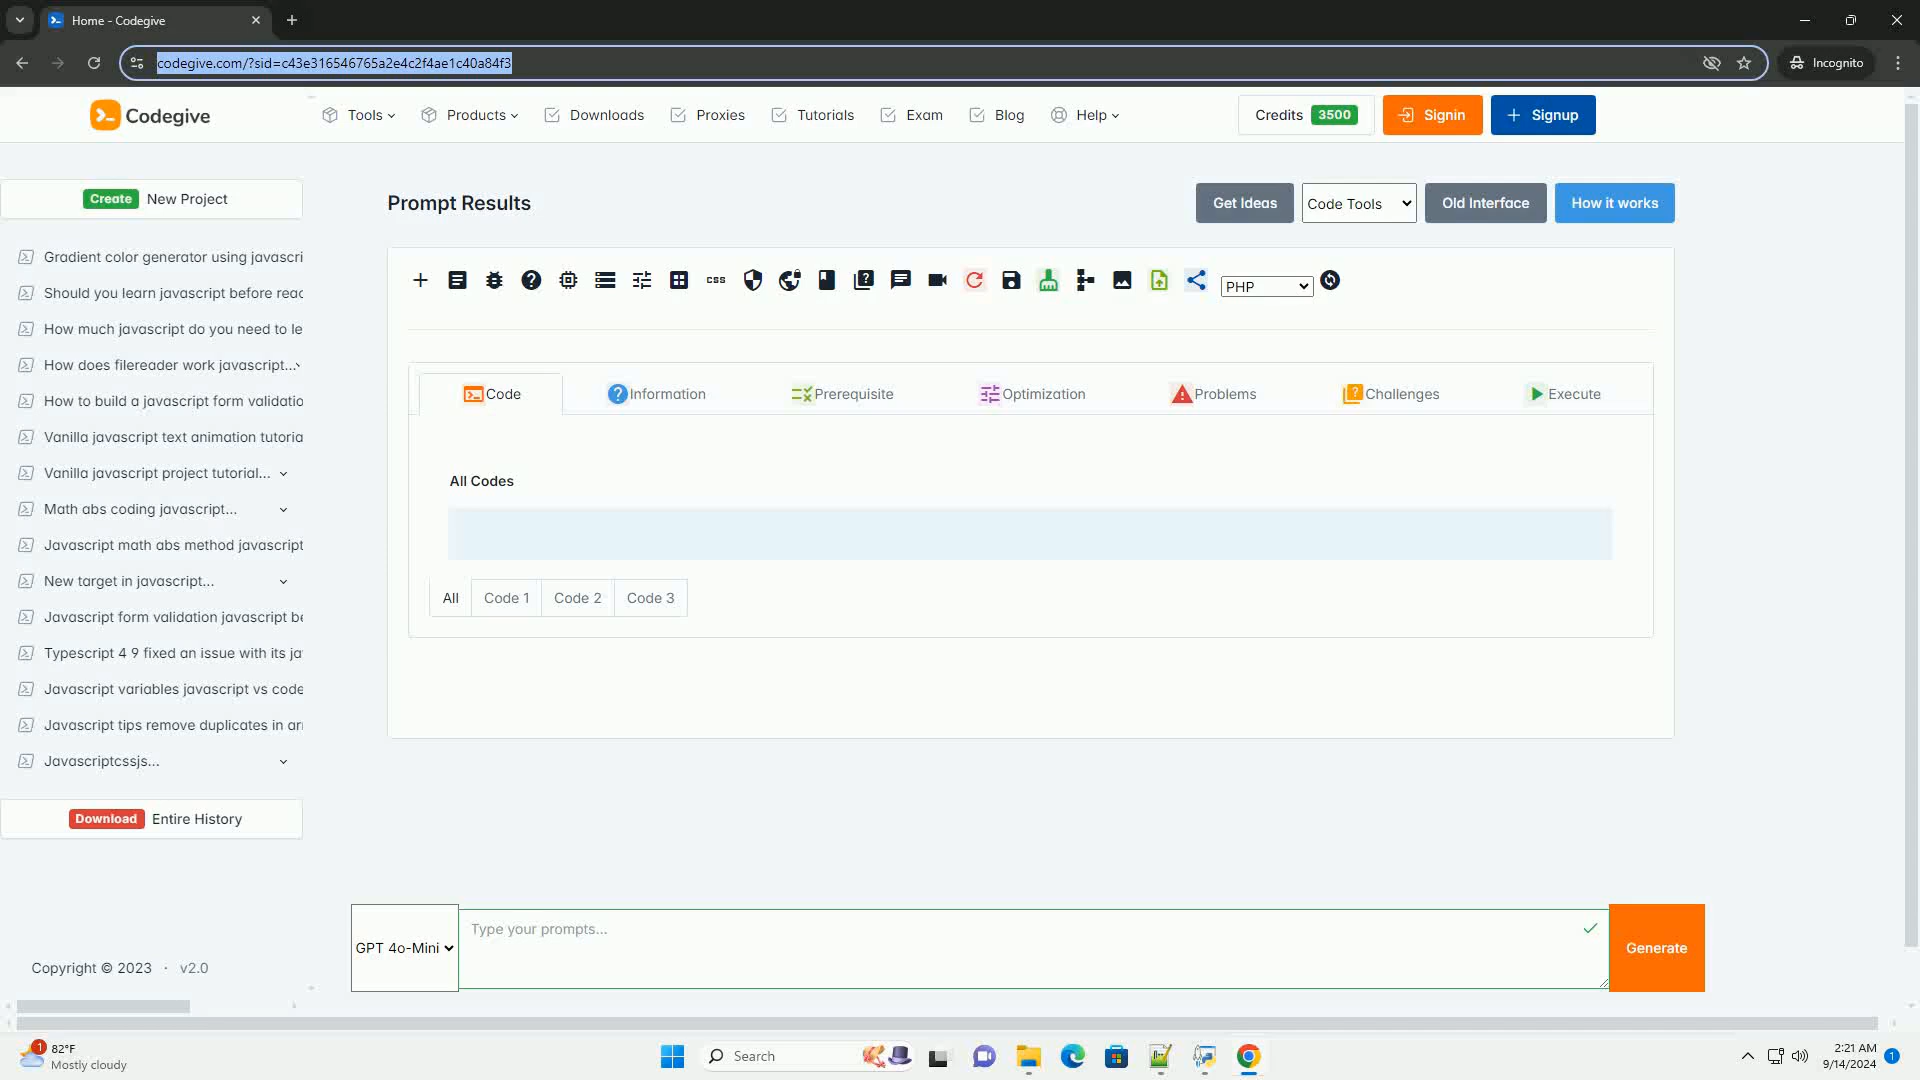 Home - Codegive
codegive.com/?sid=c43e316546765a2e4c2f4ae1c40a84f3
Incognito
Codegive
Tools
Products
Downloads
Proxies
Tutorials
Exam
Blog
Help
Credits 3500
Signin
Signup
Create New Project
Prompt Results
Get Ideas
Code Tools
Old Interface
How it works
Gradient color generator using javascri
Should you learn javascript before reac
How much javascript do you need to le
How does filereader work javascript...
How to build a javascript form validatio
Vanilla javascript text animation tutoria
Vanilla javascript project tutorial...
Math abs coding javascript...
Javascript math abs method javascript
New target in javascript...
Javascript form validation javascript be
Typescript 4 9 fixed an issue with its ja
Javascript variables javascript vs code
Javascript tips remove duplicates in arr
Javascriptcssjs...
Download Entire History
css
PHP
Code
Information
Prerequisite
Optimization
Problems
Challenges
Execute
All Codes
All
Code 1
Code 2
Code 3
GPT 4o-Mini
Type your prompts...
Generate
Copyright © 2023 · v2.0
1
82°F
Mostly cloudy
Search
2:21 AM
9/14/2024
1